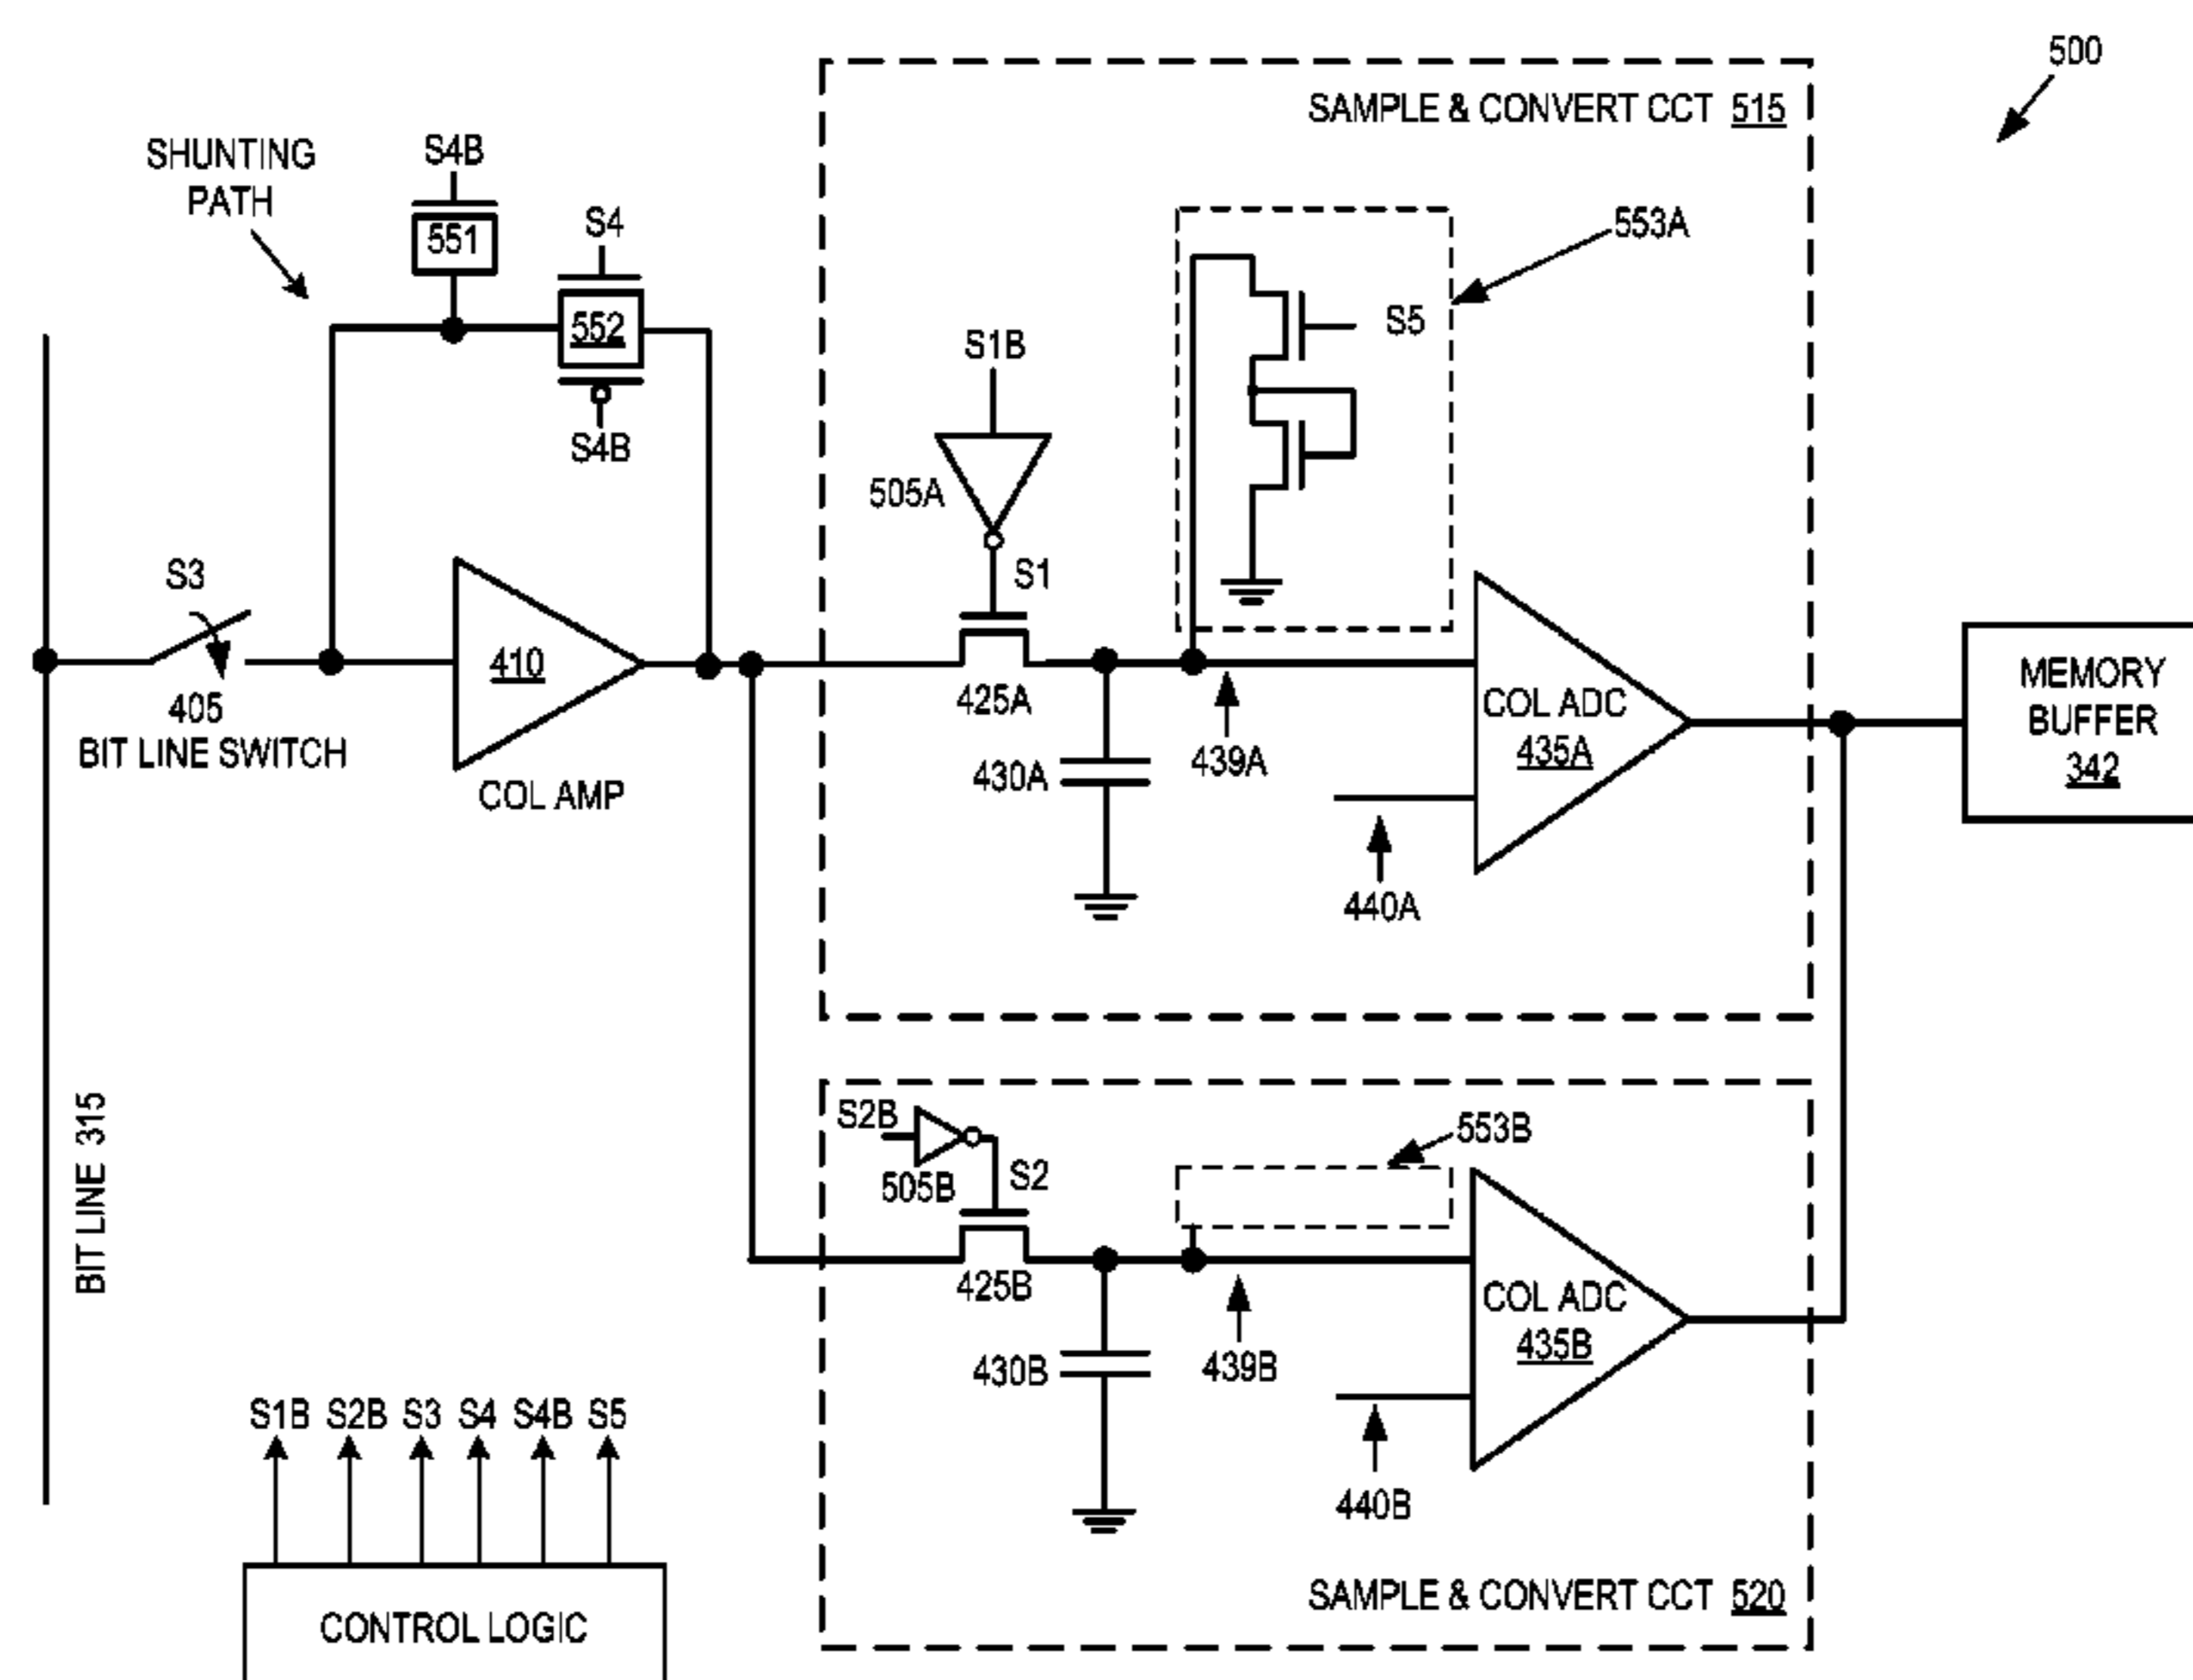 500
SAMPLE & CONVERT CCT 515
SHUNTING
PATH
S4B
551
S4
552
S4B
553A
S5
S1B
505A
S1
S3
405
BIT LINE SWITCH
410
COL AMP
425A
430A
439A
COL ADC
435A
440A
MEMORY
BUFFER
342
BIT LINE 315
S2B
505B
S2
553B
425B
430B
439B
COL ADC
435B
440B
SAMPLE & CONVERT CCT 520
S1B S2B S3 S4 S4B S5
CONTROL LOGIC